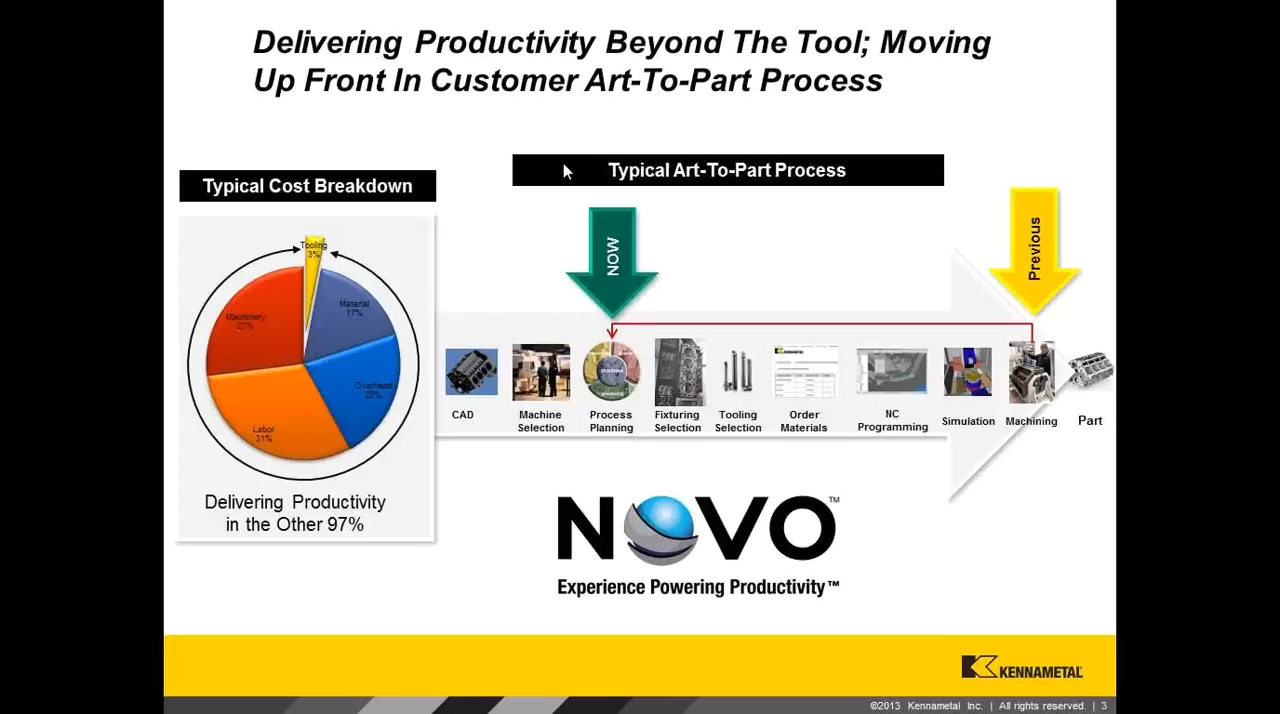 Delivering Productivity Beyond The Tool; Moving
Up Front In Customer Art-To-Part Process
Typical Cost Breakdown
Typical Art-To-Part Process
Tooling
3%
Material
17%
Overhead
22%
Labor
31%
Machinery
27%
Delivering Productivity
in the Other 97%
NOW
Previous
CAD
Machine
Selection
Process
Planning
Fixturing
Selection
Tooling
Selection
Order
Materials
NC
Programming
Simulation
Machining
Part
KENNAMETAL
NOVO™
Experience Powering Productivity™
KENNAMETAL
©2013 Kennametal Inc. | All rights reserved. | 3